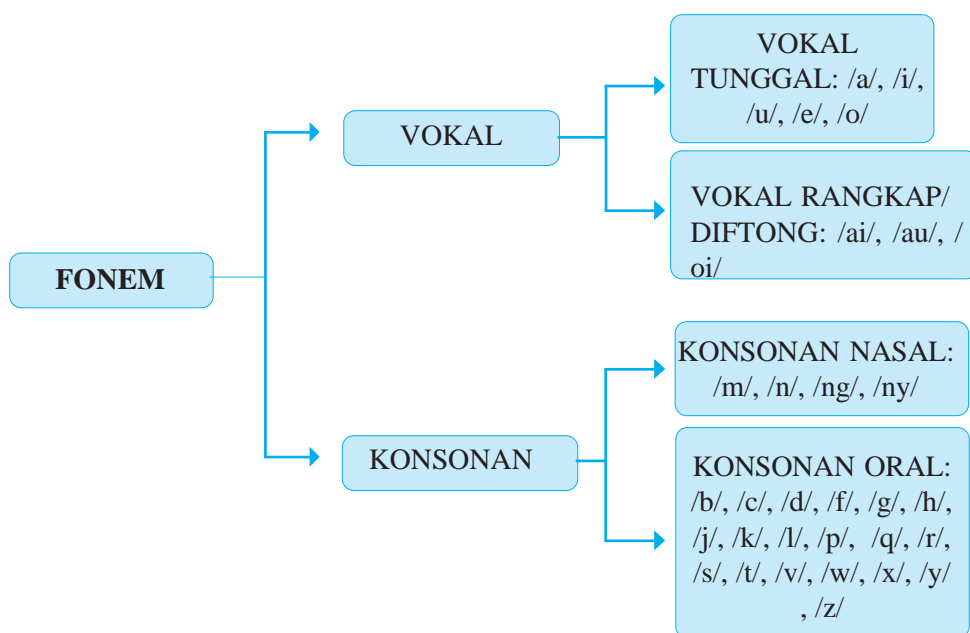 VOKAL
TUNGGAL: /a/, /i/,
/u/, /e/, /o/
VOKAL
VOKAL RANGKAP/
DIFTONG: /ai/, /au/, /
oi/
FONEM
KONSONAN NASAL:
/m/, /n/, /ng/, /ny/
KONSONAN
KONSONAN ORAL:
/b/, /c/, /d/, /f/, /g/, /h/,
/j/, /k/, /l/, /p/, /q/, /r/,
/s/, /t/, /v/, /w/, /x/, /y/
, /z/